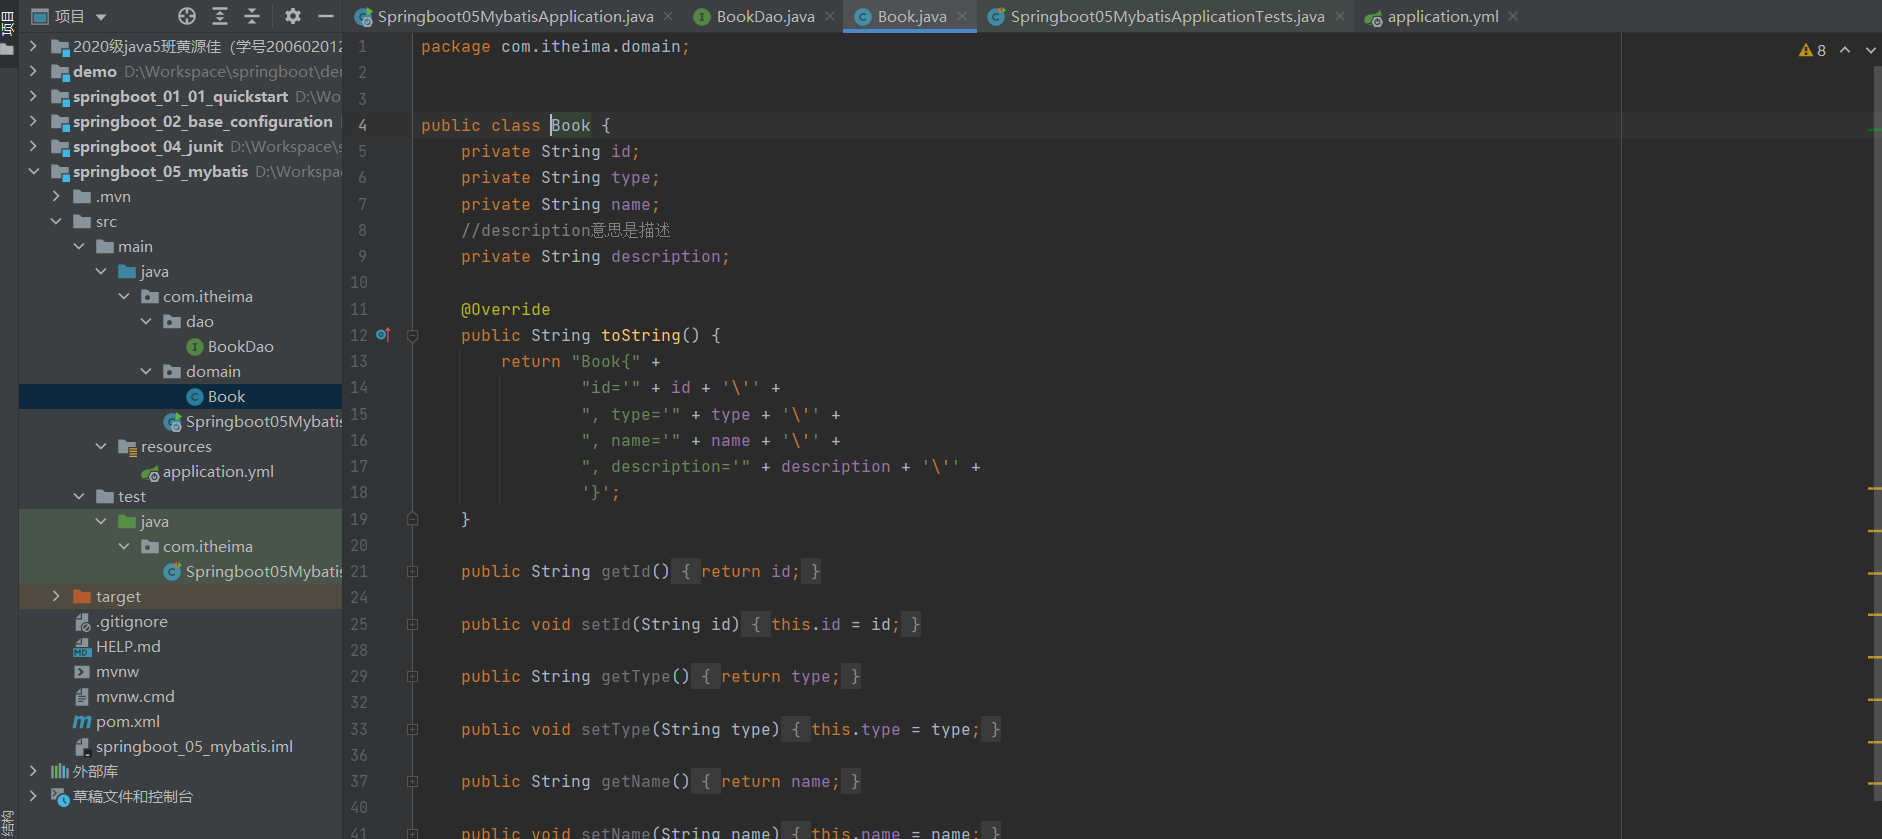 项目
项目
2020级java5班黄源佳（学号200602012
demo D:\Workspace\springboot\der
springboot_01_01_quickstart D:\Wo
springboot_02_base_configuration
springboot_04_junit D:\Workspace\s
springboot_05_mybatis D:\Workspa
.mvn
src
main
java
com.itheima
dao
BookDao
domain
Book
Springboot05Mybatis
resources
application.yml
test
java
com.itheima
Springboot05Mybatis
target
.gitignore
HELP.md
mvnw
mvnw.cmd
pom.xml
springboot_05_mybatis.iml
外部库
草稿文件和控制台
结构
Springboot05MybatisApplication.java
BookDao.java
Book.java
Springboot05MybatisApplicationTests.java
application.yml
8
1 package com.itheima.domain;
2
3
4 public class Book {
5 private String id;
6 private String type;
7 private String name;
8 //description意思是描述
9 private String description;
10
11 @Override
12 public String toString() {
13 return "Book{" +
14 "id='" + id + '\'' +
15 ", type='" + type + '\'' +
16 ", name='" + name + '\'' +
17 ", description='" + description + '\'' +
18 '}';
19 }
20
21 public String getId() { return id; }
24
25 public void setId(String id) { this.id = id; }
28
29 public String getType() { return type; }
32
33 public void setType(String type) { this.type = type; }
36
37 public String getName() { return name; }
40
41 public void setName(String name) { this.name = name; }